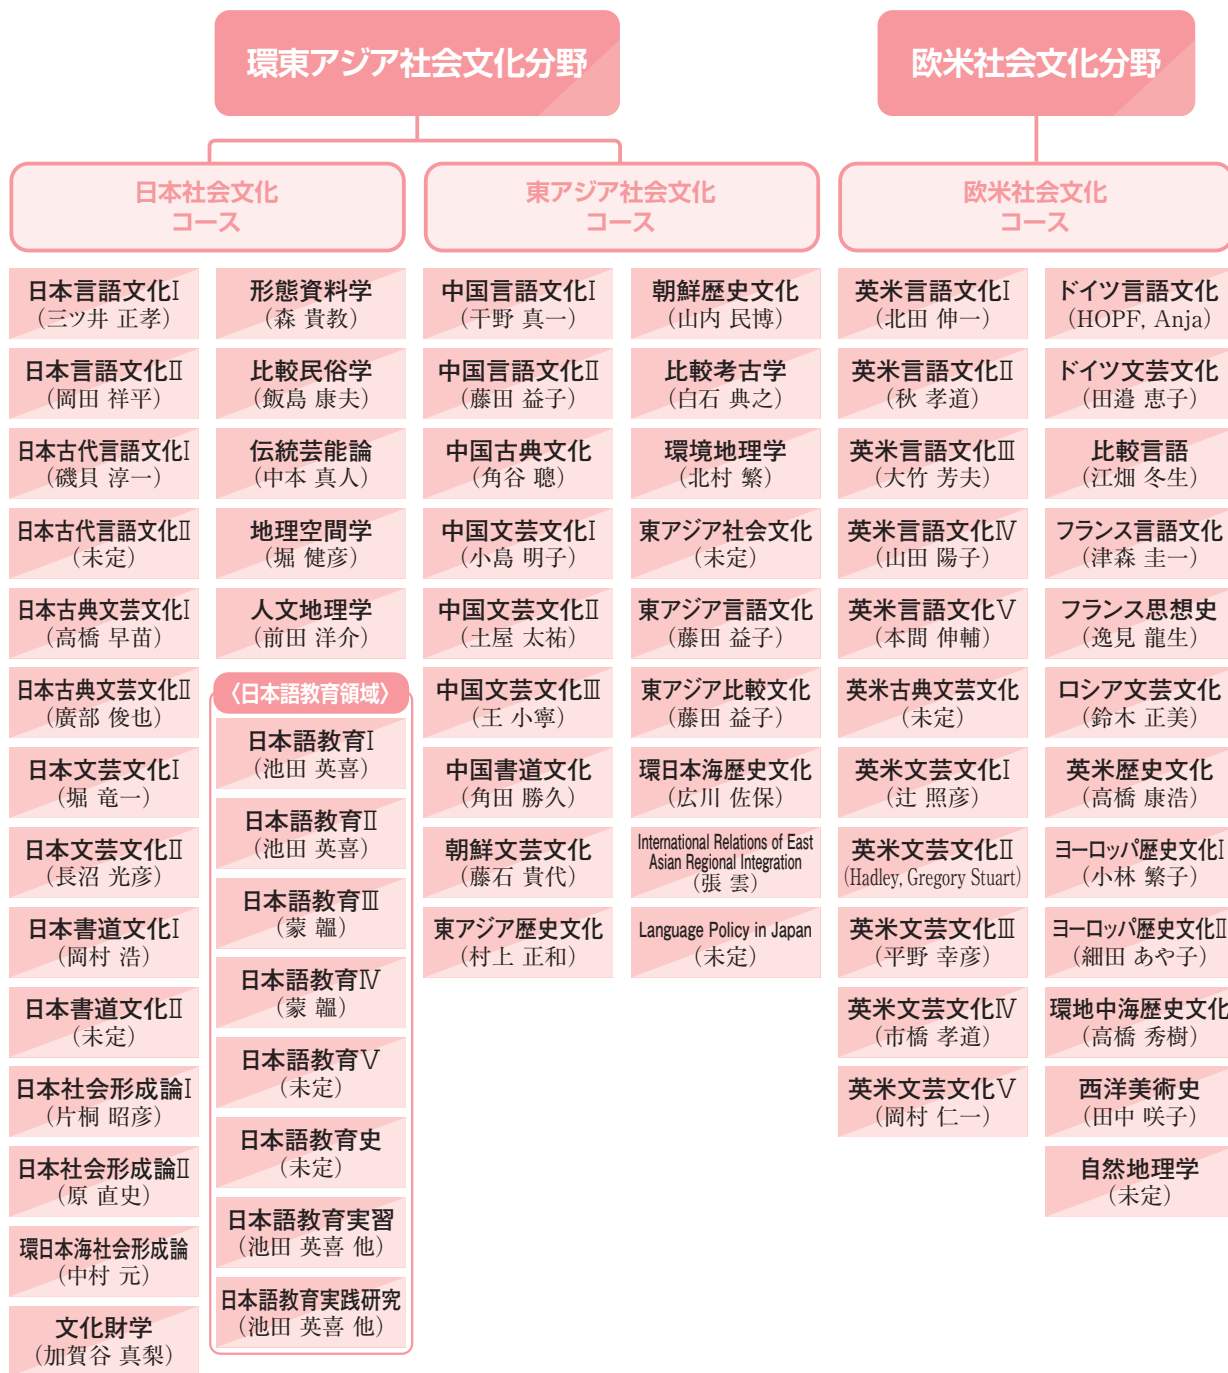 環東アジア社会文化分野
欧米社会文化分野
日本社会文化
コース
東アジア社会文化
コース
欧米社会文化
コース
日本言語文化Ⅰ
(三ツ井 正孝)
日本言語文化Ⅱ
(岡田 祥平)
日本古代言語文化Ⅰ
(磯貝 淳一)
日本古代言語文化Ⅱ
(未定)
日本古典文芸文化Ⅰ
(高橋 早苗)
日本古典文芸文化Ⅱ
(廣部 俊也)
日本文芸文化Ⅰ
(堀 竜一)
日本文芸文化Ⅱ
(長沼 光彦)
日本書道文化Ⅰ
(岡村 浩)
日本書道文化Ⅱ
(未定)
日本社会形成論Ⅰ
(片桐 昭彦)
日本社会形成論Ⅱ
(原 直史)
環日本海社会形成論
(中村 元)
文化財学
(加賀谷 真梨)
形態資料学
(森 貴教)
比較民俗学
(飯島 康夫)
伝統芸能論
(中本 真人)
地理空間学
(堀 健彦)
人文地理学
(前田 洋介)
〈日本語教育領域〉
日本語教育Ⅰ
(池田 英喜)
日本語教育Ⅱ
(池田 英喜)
日本語教育Ⅲ
(蒙 韞)
日本語教育Ⅳ
(蒙 韞)
日本語教育Ⅴ
(未定)
日本語教育史
(未定)
日本語教育実習
(池田 英喜 他)
日本語教育実践研究
(池田 英喜 他)
中国言語文化Ⅰ
(干野 真一)
中国言語文化Ⅱ
(藤田 益子)
中国古典文化
(角谷 聰)
中国文芸文化Ⅰ
(小島 明子)
中国文芸文化Ⅱ
(土屋 太祐)
中国文芸文化Ⅲ
(王 小寧)
中国書道文化
(角田 勝久)
朝鮮文芸文化
(藤石 貴代)
東アジア歴史文化
(村上 正和)
朝鮮歴史文化
(山内 民博)
比較考古学
(白石 典之)
環境地理学
(北村 繁)
東アジア社会文化
(未定)
東アジア言語文化
(藤田 益子)
東アジア比較文化
(藤田 益子)
環日本海歴史文化
(広川 佐保)
International Relations of East
Asian Regional Integration
(張 雲)
Language Policy in Japan
(未定)
英米言語文化Ⅰ
(北田 伸一)
英米言語文化Ⅱ
(秋 孝道)
英米言語文化Ⅲ
(大竹 芳夫)
英米言語文化Ⅳ
(山田 陽子)
英米言語文化Ⅴ
(本間 伸輔)
英米古典文芸文化
(未定)
英米文芸文化Ⅰ
(辻 照彦)
英米文芸文化Ⅱ
(Hadley, Gregory Stuart)
英米文芸文化Ⅲ
(平野 幸彦)
英米文芸文化Ⅳ
(市橋 孝道)
英米文芸文化Ⅴ
(岡村 仁一)
ドイツ言語文化
(HOPF, Anja)
ドイツ文芸文化
(田邉 恵子)
比較言語
(江畑 冬生)
フランス言語文化
(津森 圭一)
フランス思想史
(逸見 龍生)
ロシア文芸文化
(鈴木 正美)
英米歴史文化
(高橋 康浩)
ヨーロッパ歴史文化Ⅰ
(小林 繁子)
ヨーロッパ歴史文化Ⅱ
(細田 あや子)
環地中海歴史文化
(高橋 秀樹)
西洋美術史
(田中 咲子)
自然地理学
(未定)